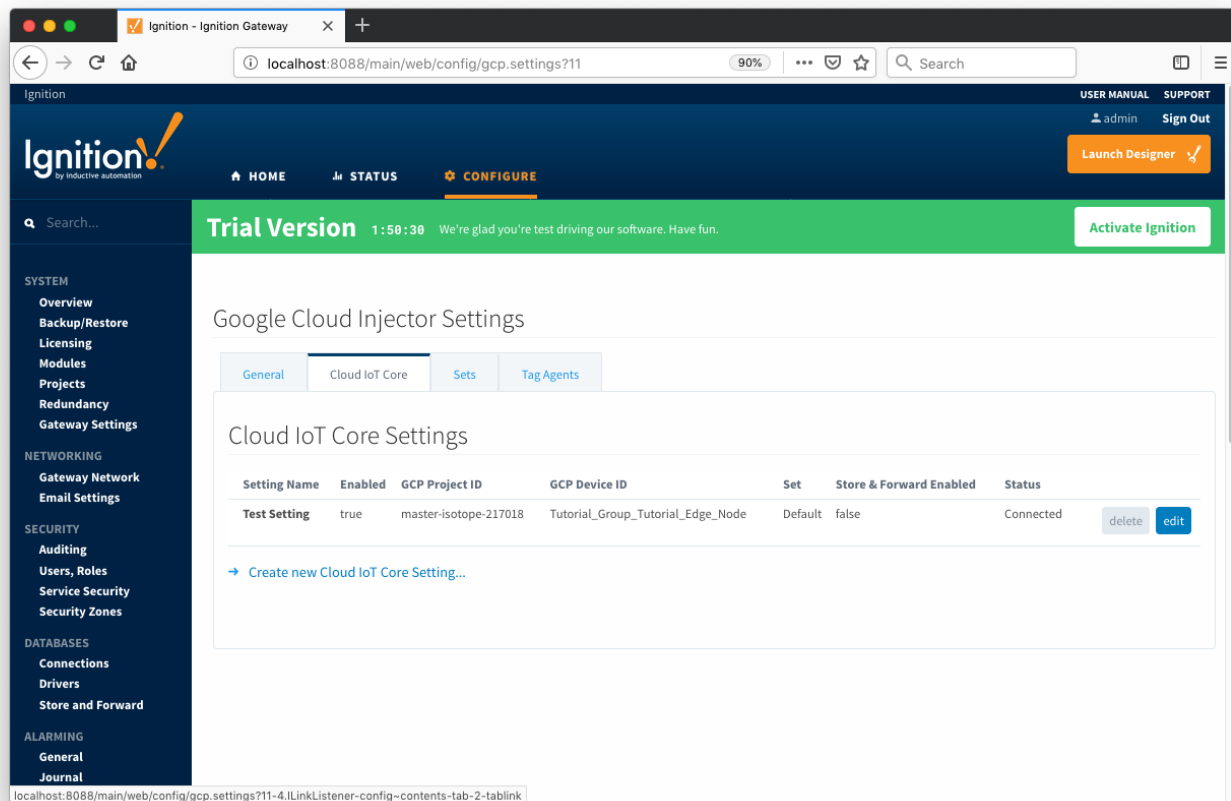 Ignition - Ignition Gateway
localhost:8088/main/web/config/gcp.settings?11
90%
Search
Ignition
USER MANUAL SUPPORT
admin Sign Out
Ignition!
by inductive automation
HOME STATUS CONFIGURE
Launch Designer
Search...
Trial Version 1:50:30 We're glad you're test driving our software. Have fun.
Activate Ignition
SYSTEM
Overview
Backup/Restore
Licensing
Modules
Projects
Redundancy
Gateway Settings
NETWORKING
Gateway Network
Email Settings
SECURITY
Auditing
Users, Roles
Service Security
Security Zones
DATABASES
Connections
Drivers
Store and Forward
ALARMING
General
Journal
Google Cloud Injector Settings
General Cloud IoT Core Sets Tag Agents
Cloud IoT Core Settings
Setting Name Enabled GCP Project ID GCP Device ID Set Store & Forward Enabled Status
Test Setting true master-isotope-217018 Tutorial_Group_Tutorial_Edge_Node Default false Connected delete edit
→ Create new Cloud IoT Core Setting...
localhost:8088/main/web/config/gcp.settings?11-4.ILinkListener-config~contents-tab-2-tablink